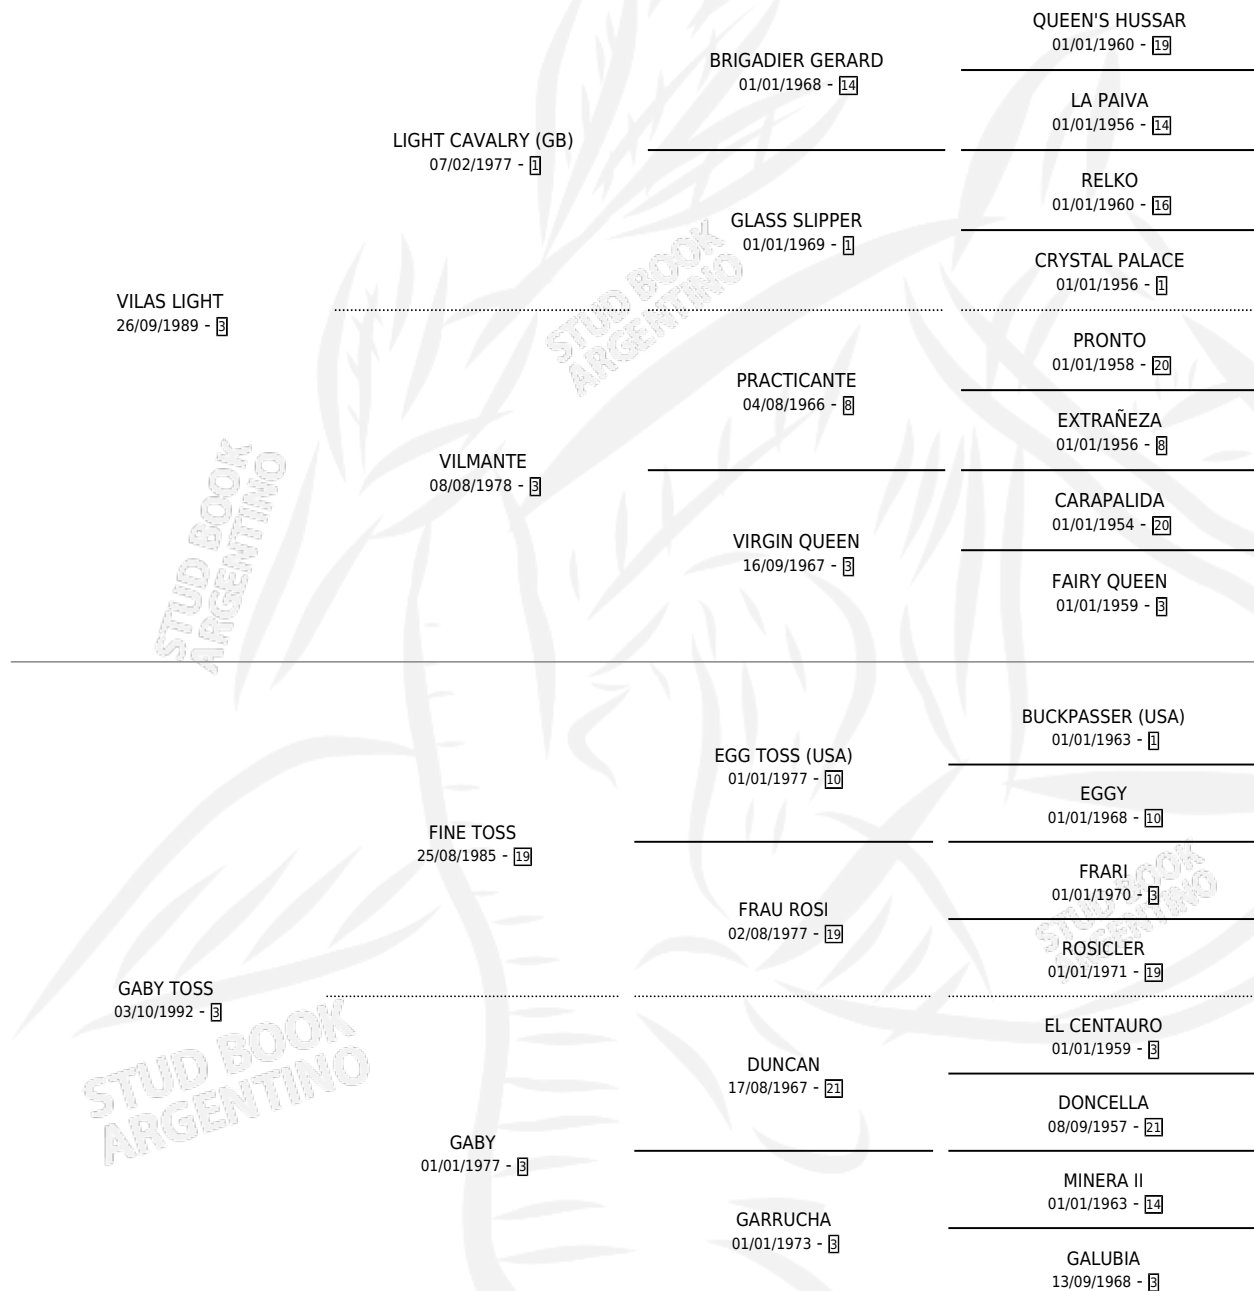 QUEEN'S HUSSAR
01/01/1960 - 19
BRIGADIER GERARD
01/01/1968 - 14
LA PAIVA
01/01/1956 - 14
LIGHT CAVALRY (GB)
07/02/1977 - 1
RELKO
01/01/1960 - 16
GLASS SLIPPER
01/01/1969 - 1
CRYSTAL PALACE
01/01/1956 - 1
VILAS LIGHT
26/09/1989 - 3
PRONTO
01/01/1958 - 20
PRACTICANTE
04/08/1966 - 8
EXTRAÑEZA
01/01/1956 - 8
VILMANTE
08/08/1978 - 3
CARAPALIDA
01/01/1954 - 20
VIRGIN QUEEN
16/09/1967 - 3
FAIRY QUEEN
01/01/1959 - 3
BUCKPASSER (USA)
01/01/1963 - 1
EGG TOSS (USA)
01/01/1977 - 10
EGGY
01/01/1968 - 10
FINE TOSS
25/08/1985 - 19
FRARI
01/01/1970 - 3
FRAU ROSI
02/08/1977 - 19
ROSICLER
01/01/1971 - 19
GABY TOSS
03/10/1992 - 3
EL CENTAURO
01/01/1959 - 3
DUNCAN
17/08/1967 - 21
DONCELLA
08/09/1957 - 21
GABY
01/01/1977 - 3
MINERA II
01/01/1963 - 14
GARRUCHA
01/01/1973 - 3
GALUBIA
13/09/1968 - 3
STUD BOOK
ARGENTINO
STUD BOOK
ARGENTINO
STUD BOOK
ARGENTINO
STUD BOOK
ARGENTINO